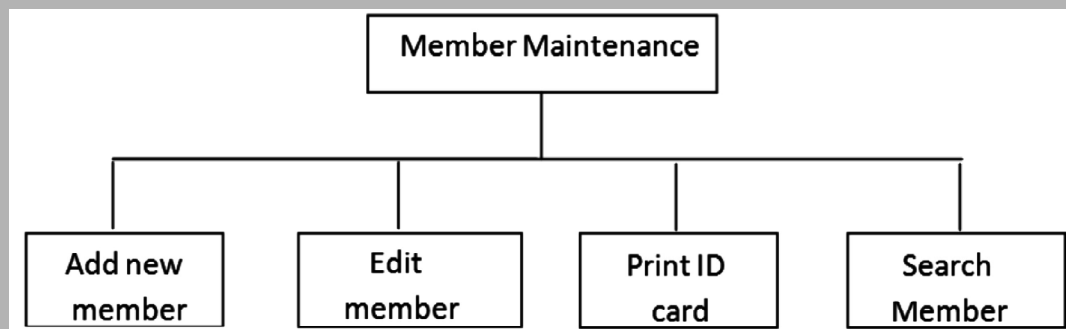 Member Maintenance
Add new
member
Edit
member
Print ID
card
Search
Member